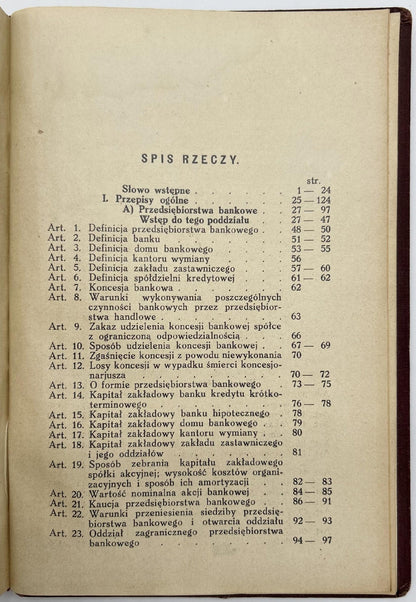 SPIS RZECZY.
str.
Słowo wstępne . . . . . . 1 — 24
I. Przepisy ogólne . . . . . 25 —124
A) Przedsiębiorstwa bankowe . . 27 — 97
Wstęp do tego poddziału . . 27 — 47
Art. 1. Definicja przedsiębiorstwa bankowego . 48 — 50
Art. 2. Definicja banku . . . . . . . 51 — 52
Art. 3. Definicja domu bankowego . . . . 53 — 55
Art. 4. Definicja kantoru wymiany . . . . 56
Art. 5. Definicja zakładu zastawniczego . . 57 — 60
Art. 6. Definicja spółdzielni kredytowej . . 61 — 62
Art. 7. Koncesja bankowa . . . . . . 62
Art. 8. Warunki wykonywania poszczególnych
czynności bankowych przez przedsiębior-
stwa handlowe . . . . . . . 63
Art. 9. Zakaz udzielenia koncesji bankowej spółce
z ograniczoną odpowiedzialnością . . . 66
Art. 10. Sposób udzielenia koncesji bankowej . . 67 — 69
Art. 11. Zgaśnięcie koncesji z powodu niewykonania 70
Art. 12. Losy koncesji w wypadku śmierci koncesjo-
narjusza . . . . . . . . 70 — 72
Art. 13. O formie przedsiębiorstwa bankowego . . 73 — 75
Art. 14. Kapitał zakładowy banku kredytu krótko-
terminowego . . . . . . . 76 — 78
Art. 15. Kapitał zakładowy banku hipotecznego . 78
Art. 16. Kapitał zakładowy domu bankowego . . 79
Art. 17. Kapitał zakładowy kantoru wymiany . . 80
Art. 18. Kapitał zakładowy zakładu zastawniczego
i jego oddziałów . . . . . . 81
Art. 19. Sposób zebrania kapitału zakładowego
spółki akcyjnej; wysokość kosztów organi-
zacyjnych i sposób ich amortyzacji . . 82 — 83
Art. 20. Wartość nominalna akcji bankowej . . 84 — 85
Art. 21. Kaucja przedsiębiorstwa bankowego . . 86 — 91
Art. 22. Warunki przeniesienia siedziby przedsię-
biorstwa bankowego i otwarcia oddziału . 92 — 93
Art. 23. Oddział zagranicznego przedsiębiorstwa
bankowego . . . . . . . . 94 — 97